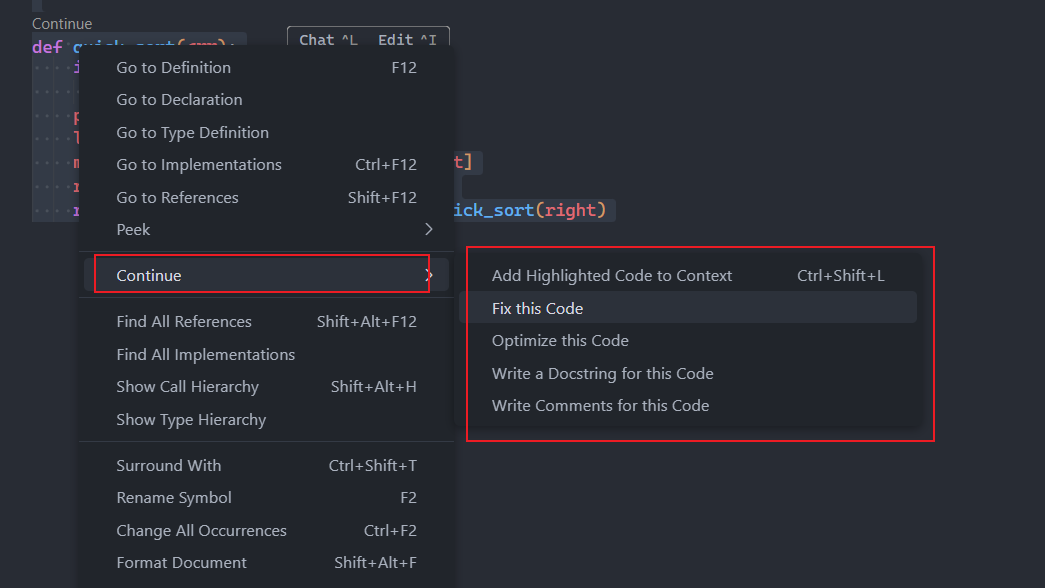 Continue
def quick_sort(arr):
Chat ^L Edit ^I
Go to Definition F12
Go to Declaration
Go to Type Definition
Go to Implementations Ctrl+F12
t]
Go to References Shift+F12
ick_sort(right)
Peek
Continue
Add Highlighted Code to Context Ctrl+Shift+L
Fix this Code
Optimize this Code
Write a Docstring for this Code
Write Comments for this Code
Find All References Shift+Alt+F12
Find All Implementations
Show Call Hierarchy Shift+Alt+H
Show Type Hierarchy
Surround With Ctrl+Shift+T
Rename Symbol F2
Change All Occurrences Ctrl+F2
Format Document Shift+Alt+F